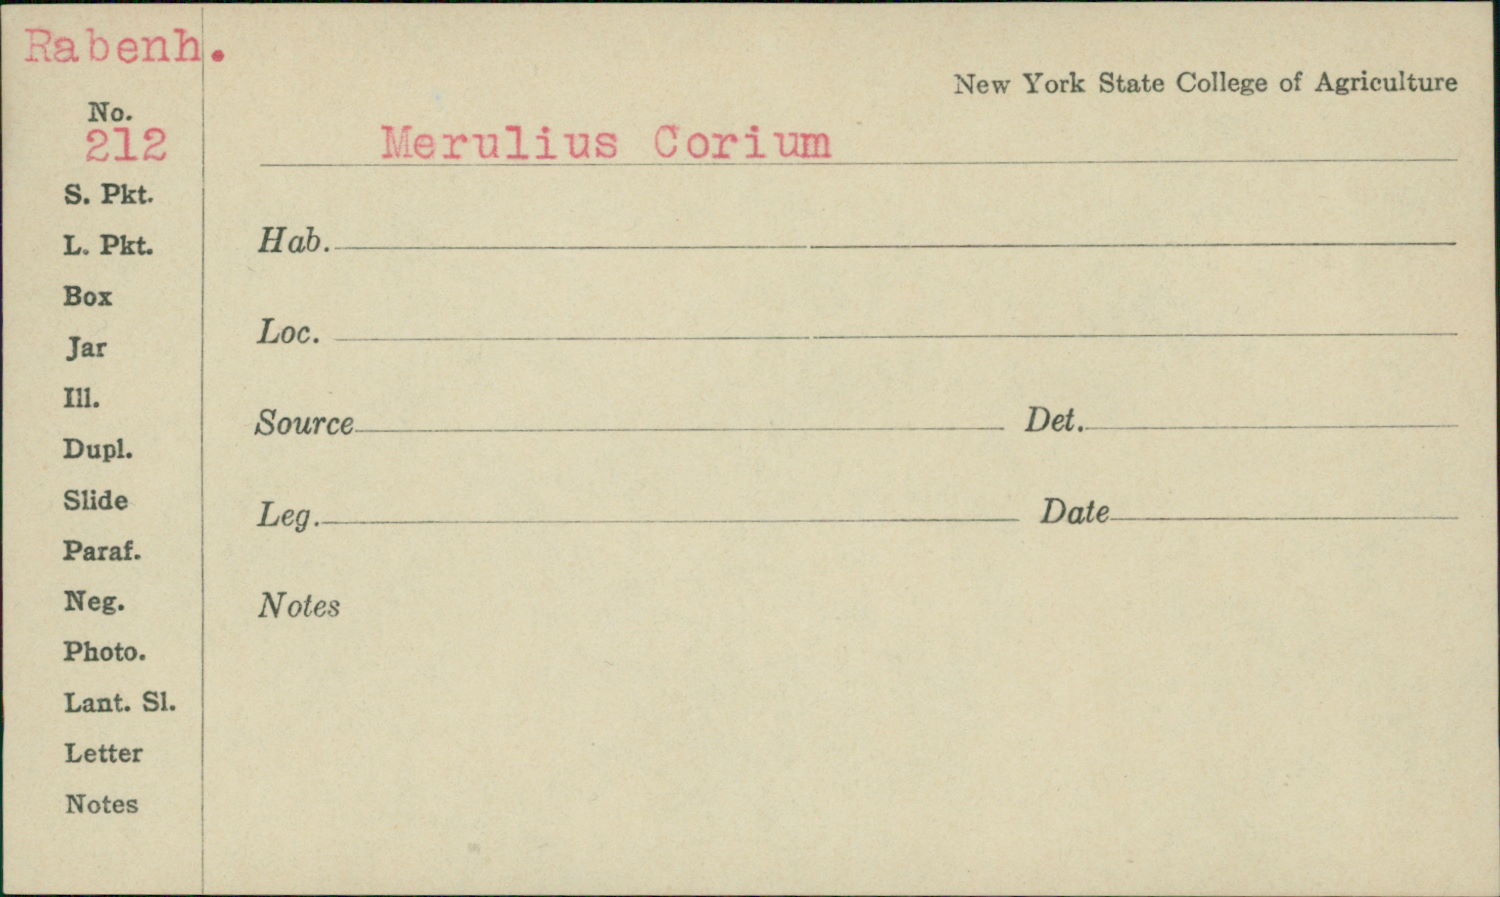 Rabenh.
New York State College of Agriculture
No.
212
Merulius Corium
S. Pkt.
L. Pkt.
Box
Jar
Ill.
Dupl.
Slide
Paraf.
Neg.
Photo.
Lant. Sl.
Letter
Notes
Hab.
Loc.
Source Det.
Leg. Date
Notes